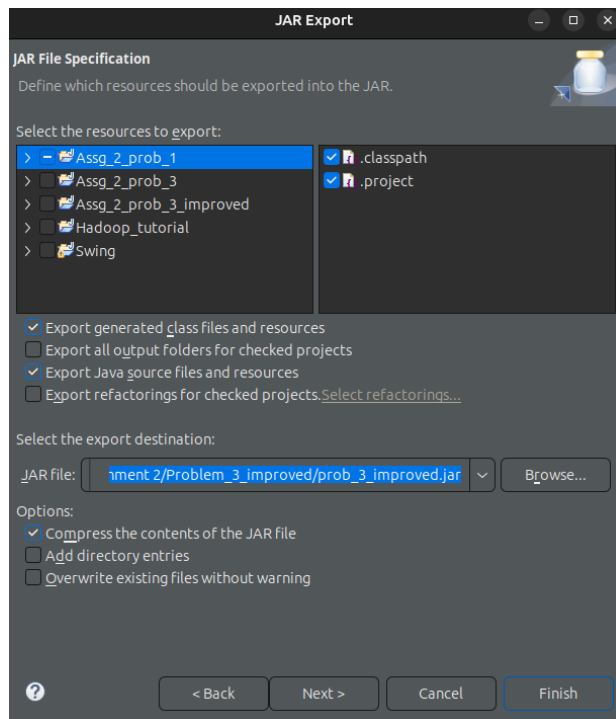 JAR Export
JAR File Specification
Define which resources should be exported into the JAR.
Select the resources to export:
Assg_2_prob_1
Assg_2_prob_3
Assg_2_prob_3_improved
Hadoop_tutorial
Swing
.classpath
.project
Export generated class files and resources
Export all output folders for checked projects
Export Java source files and resources
Export refactorings for checked projects. Select refactorings...
Select the export destination:
JAR file: nment 2/Problem_3_improved/prob_3_improved.jar Browse...
Options:
Compress the contents of the JAR file
Add directory entries
Overwrite existing files without warning
? < Back Next > Cancel Finish